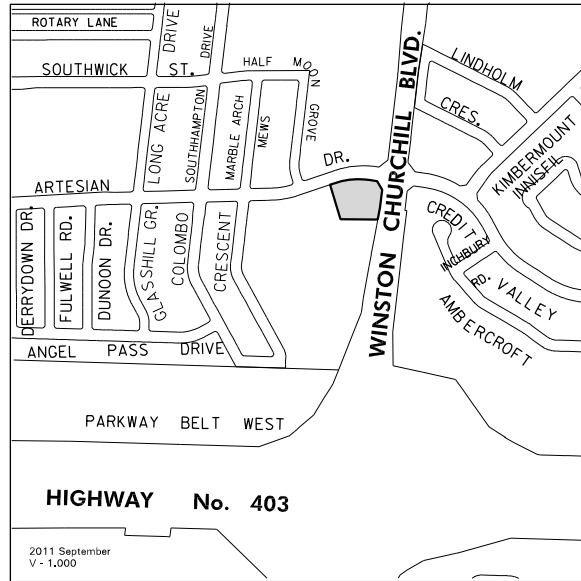 ROTARY LANE
DRIVE
DRIVE
SOUTHWICK ST.
HALF MOON GROVE
LONG ACRE
SOUTHHAMPTON
MARBLE ARCH
MEWS
ARTESIAN DR.
WINSTON CHURCHILL BLVD.
LINDHOLM
CRES.
KIMBERMOUNT
INNISFIL
DERRYDOWN DR.
FULWELL RD.
DUNOON DR.
GLASSHILL GR.
COLOMBO
CRESCENT
CREDIT
VALLEY
INCHBURY
RD.
AMBERCROFT
ANGEL PASS DRIVE
PARKWAY BELT WEST
HIGHWAY No. 403
2011 September
V - 1.000